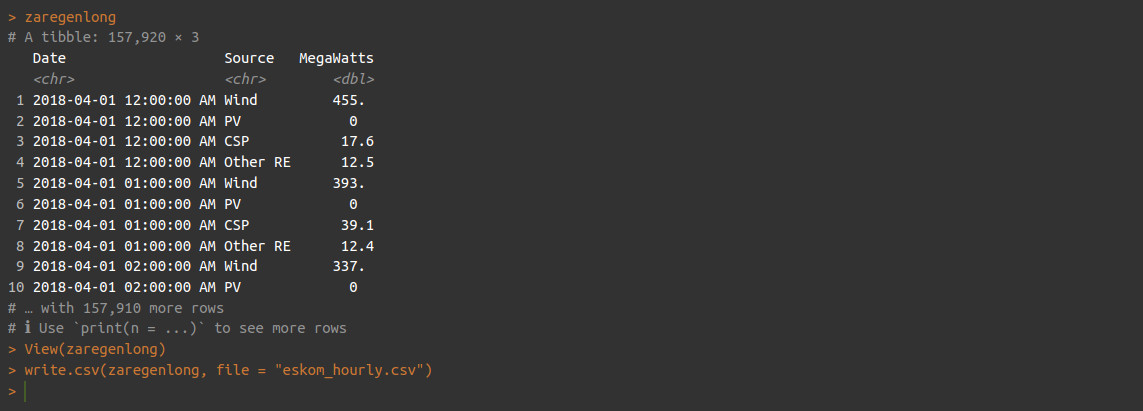 > zaregenlong
# A tibble: 157,920 × 3
   Date                   Source   MegaWatts
   <chr>                  <chr>        <dbl>
 1 2018-04-01 12:00:00 AM Wind         455.
 2 2018-04-01 12:00:00 AM PV             0
 3 2018-04-01 12:00:00 AM CSP           17.6
 4 2018-04-01 12:00:00 AM Other RE      12.5
 5 2018-04-01 01:00:00 AM Wind         393.
 6 2018-04-01 01:00:00 AM PV             0
 7 2018-04-01 01:00:00 AM CSP           39.1
 8 2018-04-01 01:00:00 AM Other RE      12.4
 9 2018-04-01 02:00:00 AM Wind         337.
10 2018-04-01 02:00:00 AM PV             0
# … with 157,910 more rows
# ℹ Use `print(n = ...)` to see more rows
> View(zaregenlong)
> write.csv(zaregenlong, file = "eskom_hourly.csv")
>